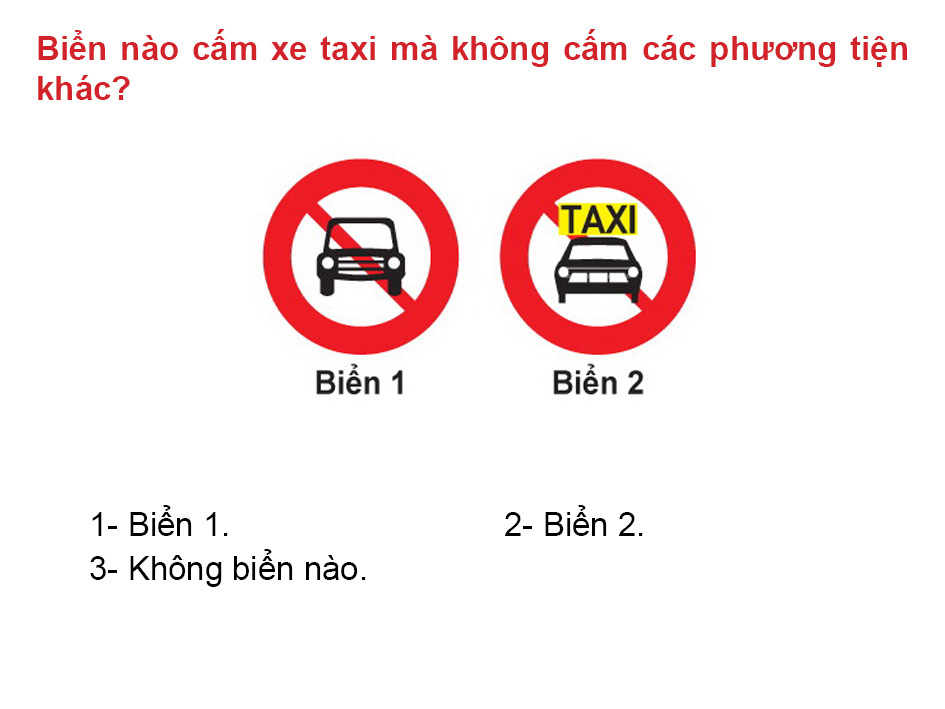 Biển nào cấm xe taxi mà không cấm các phương tiện
khác?
TAXI
Biển 1
Biển 2
1- Biển 1.
2- Biển 2.
3- Không biển nào.